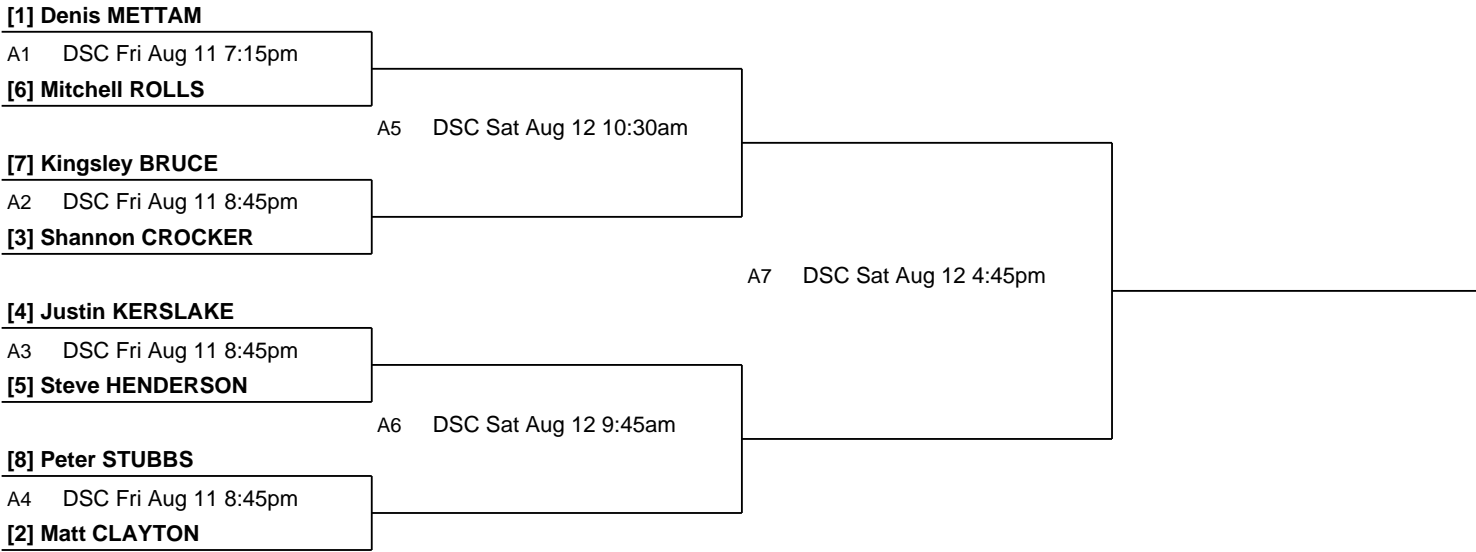 [1] Denis METTAM
A1 DSC Fri Aug 11 7:15pm
[6] Mitchell ROLLS
A5 DSC Sat Aug 12 10:30am
[7] Kingsley BRUCE
A2 DSC Fri Aug 11 8:45pm
[3] Shannon CROCKER
A7 DSC Sat Aug 12 4:45pm
[4] Justin KERSLAKE
A3 DSC Fri Aug 11 8:45pm
[5] Steve HENDERSON
A6 DSC Sat Aug 12 9:45am
[8] Peter STUBBS
A4 DSC Fri Aug 11 8:45pm
[2] Matt CLAYTON